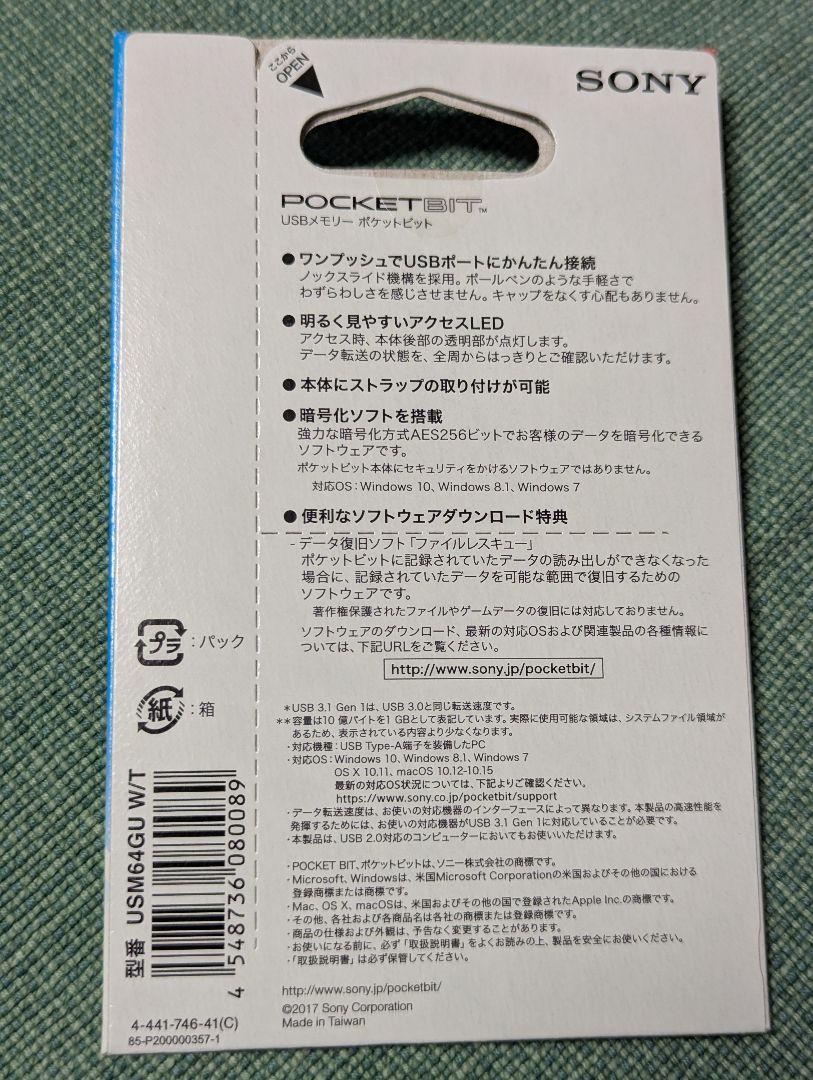 ここから
OPEN
SONY
POCKETBIT™
USBメモリー ポケットビット
●ワンプッシュでUSBポートにかんたん接続
ノックスライド機構を採用。ボールペンのような手軽さで
わずらわしさを感じさせません。キャップをなくす心配もありません。
●明るく見やすいアクセスLED
アクセス時、本体後部の透明部が点灯します。
データ転送の状態を、全周からはっきりとご確認いただけます。
●本体にストラップの取り付けが可能
●暗号化ソフトを搭載
強力な暗号化方式AES256ビットでお客様のデータを暗号化できる
ソフトウェアです。
ポケットビット本体にセキュリティをかけるソフトウェアではありません。
対応OS：Windows 10、Windows 8.1、Windows 7
●便利なソフトウェアダウンロード特典
- データ復旧ソフト「ファイルレスキュー」
ポケットビットに記録されていたデータの読み出しができなくなった
場合に、記録されていたデータを可能な範囲で復旧するための
ソフトウェアです。
著作権保護されたファイルやゲームデータの復旧には対応しておりません。
ソフトウェアのダウンロード、最新の対応OSおよび関連製品の各種情報に
ついては、下記URLをご覧ください。
http://www.sony.jp/pocketbit/
＊USB 3.1 Gen 1は、USB 3.0と同じ転送速度です。
＊＊容量は10 億バイトを1 GBとして表記しています。実際に使用可能な領域は、システムファイル領域が
あるため、表示されている内容より少なくなります。
・対応機種：USB Type-A端子を装備したPC
・対応OS：Windows 10、Windows 8.1、Windows 7
OS X 10.11、macOS 10.12-10.15
最新の対応OS状況については、下記よりご確認ください。
https://www.sony.co.jp/pocketbit/support
・データ転送速度は、お使いの対応機器のインターフェースによって異なります。本製品の高速性能を
発揮するためには、お使いの対応機器がUSB 3.1 Gen 1に対応していることが必要です。
・本製品は、USB 2.0対応のコンピューターにおいてもお使いいただけます。
・POCKET BIT、ポケットビットは、ソニー株式会社の商標です。
・Microsoft、Windowsは、米国Microsoft Corporationの米国およびその他の国における
登録商標または商標です。
・Mac、OS X、macOSは、米国およびその他の国で登録されたApple Inc.の商標です。
・その他、各社および各商品名は各社の商標または登録商標です。
・商品の仕様および外観は、予告なく変更することがあります。
・お使いになる前に、必ず「取扱説明書」をよくお読みの上、製品を安全にお使いください。
・「取扱説明書」は必ず保管してください。
http://www.sony.jp/pocketbit/
©2017 Sony Corporation
Made in Taiwan
プラ：パック
紙：箱
型番 USM64GU W/T
4 548736 080089
4-441-746-41(C)
85-P200000357-1